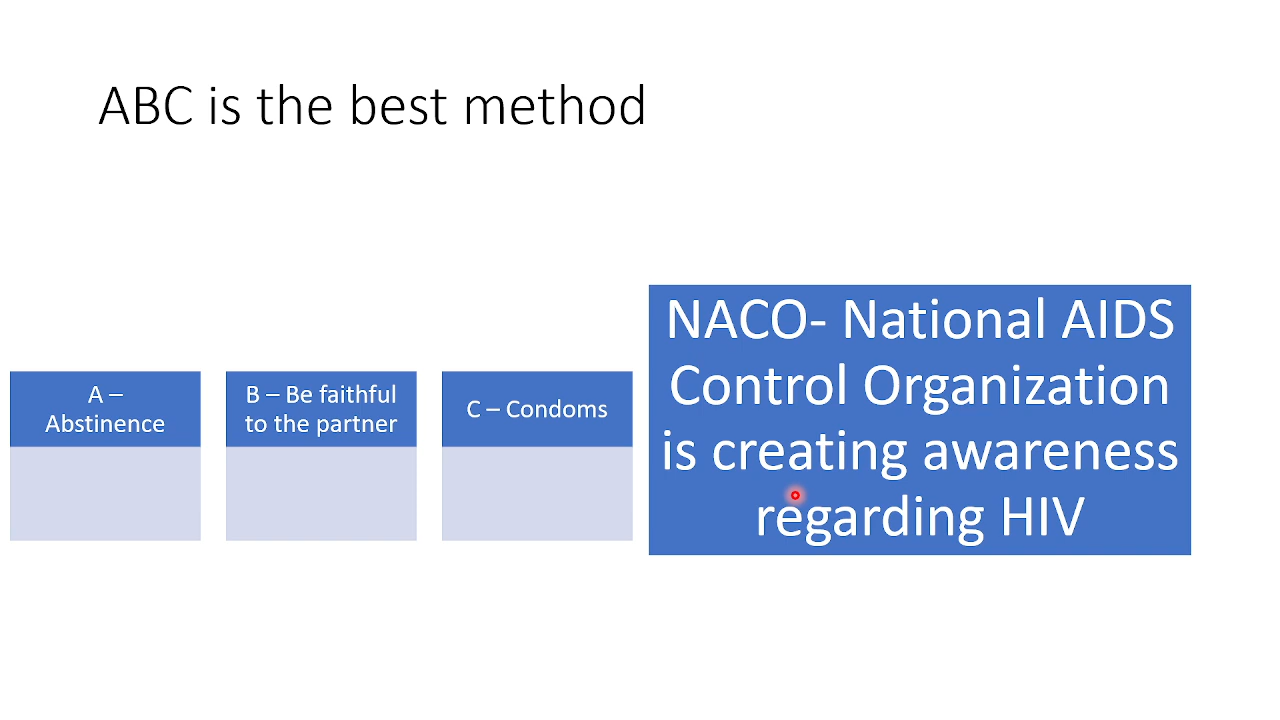 ABC is the best method
A –
Abstinence
B – Be faithful
to the partner
C – Condoms
NACO- National AIDS
Control Organization
is creating awareness
regarding HIV